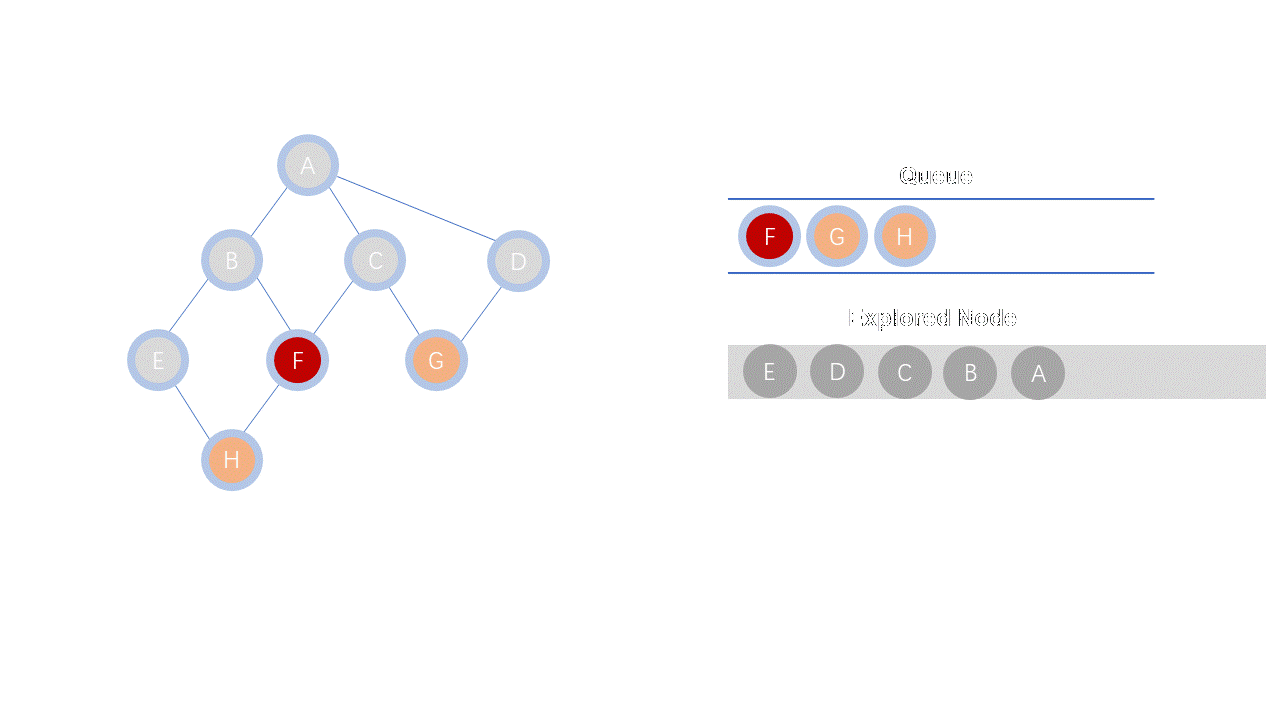 A
B C D
E F G
H
Queue
F G H
Explored Node
E D C B A